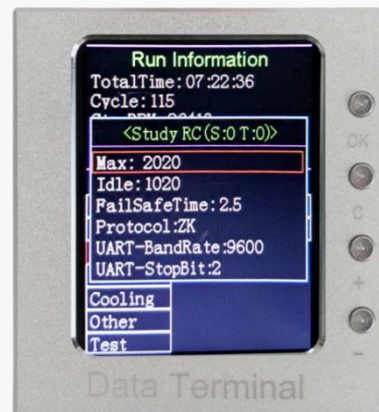 Run Information
TotalTime:07:22:36
Cycle:115
<Study RC(S:0 T:0)>
Max: 2020
Idle:1020
FailSafeTime:2.5
Protocol:ZK
UART-BandRate:9600
UART-StopBit:2
Cooling
Other
Test
OK
C
+
-
Data Terminal